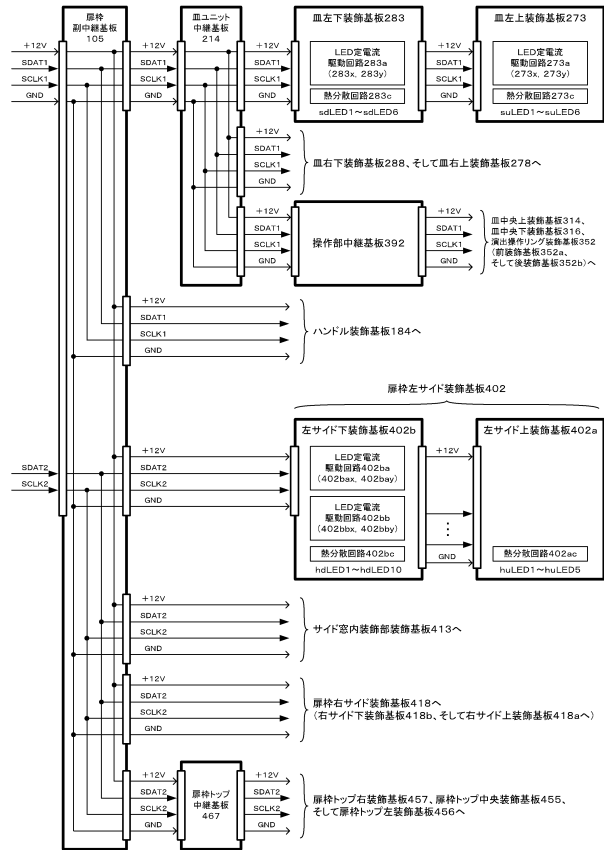 扉枠
副中継基板
105
皿ユニット
中継基板
214
皿左下装飾基板283
皿左上装飾基板273
+12V
SDAT1
SCLK1
GND
+12V
SDAT1
SCLK1
GND
+12V
SDAT1
SCLK1
GND
LED定電流
駆動回路283a
(283x, 283y)
熱分散回路283c
sdLED1~sdLED6
+12V
SDAT1
SCLK1
GND
LED定電流
駆動回路273a
(273x, 273y)
熱分散回路273c
suLED1~suLED6
+12V
SDAT1
SCLK1
GND
皿右下装飾基板288、そして皿右上装飾基板278へ
+12V
SDAT1
SCLK1
GND
操作部中継基板392
+12V
SDAT1
SCLK1
GND
皿中央上装飾基板314、
皿中央下装飾基板316、
演出操作リング装飾基板352
(前装飾基板352a、
そして後装飾基板352b)へ
+12V
SDAT1
SCLK1
GND
ハンドル装飾基板184へ
扉枠左サイド装飾基板402
左サイド下装飾基板402b
左サイド上装飾基板402a
SDAT2
SCLK2
+12V
SDAT2
SCLK2
GND
LED定電流
駆動回路402ba
(402bax, 402bay)
LED定電流
駆動回路402bb
(402bbx, 402bby)
熱分散回路402bc
hdLED1~hdLED10
+12V
GND
熱分散回路402ac
huLED1~huLED5
+12V
SDAT2
SCLK2
GND
サイド窓内装飾部装飾基板413へ
+12V
SDAT2
SCLK2
GND
扉枠右サイド装飾基板418へ
(右サイド下装飾基板418b、そして右サイド上装飾基板418aへ)
+12V
SDAT2
SCLK2
GND
扉枠トップ
中継基板
467
+12V
SDAT2
SCLK2
GND
扉枠トップ右装飾基板457、扉枠トップ中央装飾基板455、
そして扉枠トップ左装飾基板456へ